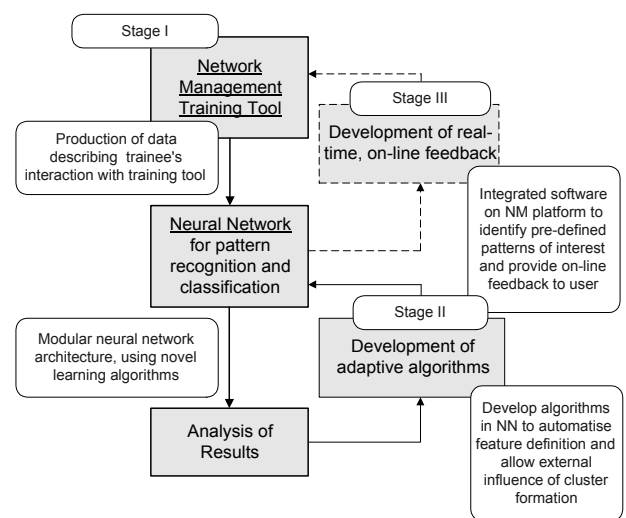 Stage I
Network
Management
Training Tool
Production of data
describing trainee's
interaction with training tool
Stage III
Development of real-
time, on-line feedback
Integrated software
on NM platform to
identify pre-defined
patterns of interest
and provide on-line
feedback to user
Neural Network
for pattern
recognition and
classification
Modular neural network
architecture, using novel
learning algorithms
Stage II
Development of
adaptive algorithms
Develop algorithms
in NN to automatise
feature definition and
allow external
influence of cluster
formation
Analysis of
Results